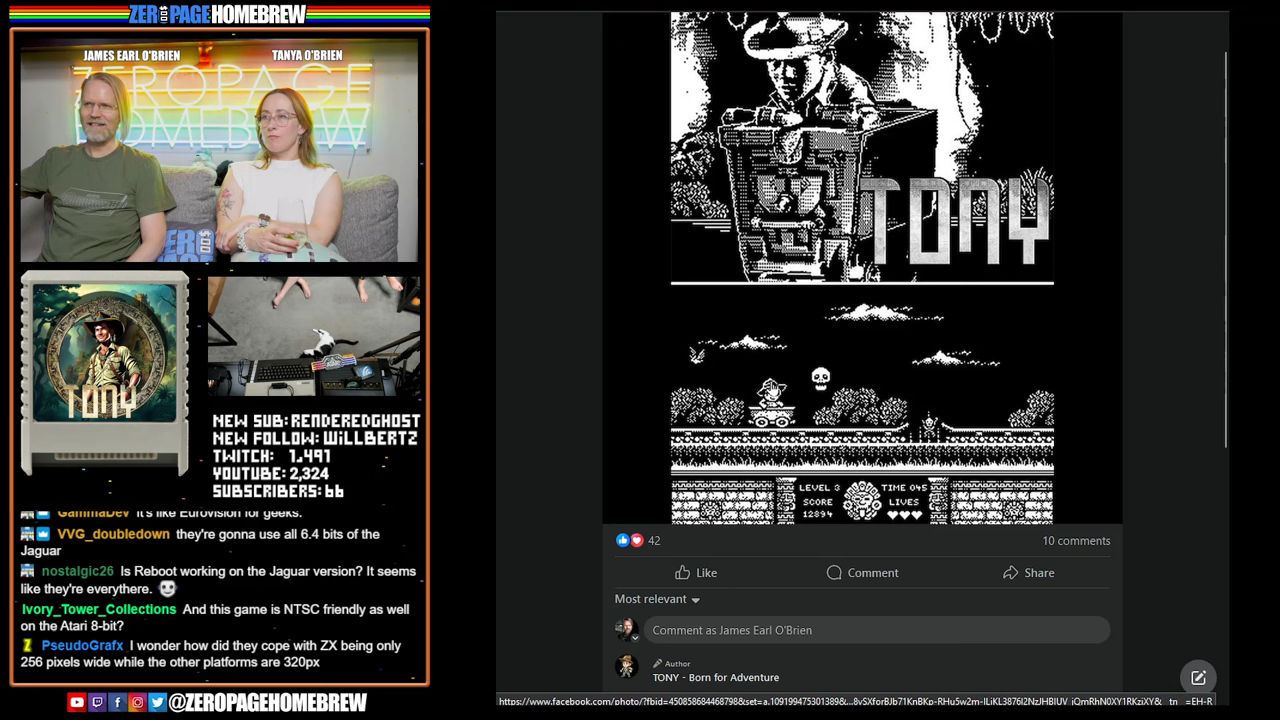 ZEROPAGEHOMEBREW
JAMES EARL O'BRIEN
TANYA O'BRIEN
ZEROPAGE
HOMEBREW
TONY
NEW SUB: RENDEREDGHOST
NEW FOLLOW: WILLBERTZ
TWITCH: 1,491
YOUTUBE: 2,324
SUBSCRIBERS: 66
GammaDev It's like Eurovision for geeks.
VVG_doubledown they're gonna use all 6.4 bits of the
Jaguar
nostalgic26 Is Reboot working on the Jaguar version? It seems
like they're everywhere.
Ivory_Tower_Collections And this game is NTSC friendly as well
on the Atari 8-bit?
PseudoGrafx I wonder how did they cope with ZX being only
256 pixels wide while the other platforms are 320px
@ZEROPAGEHOMEBREW
TONY
LEVEL 3
SCORE
12894
TIME 045
LIVES
42
10 comments
Like
Comment
Share
Most relevant
Comment as James Earl O'Brien
Author
TONY - Born for Adventure